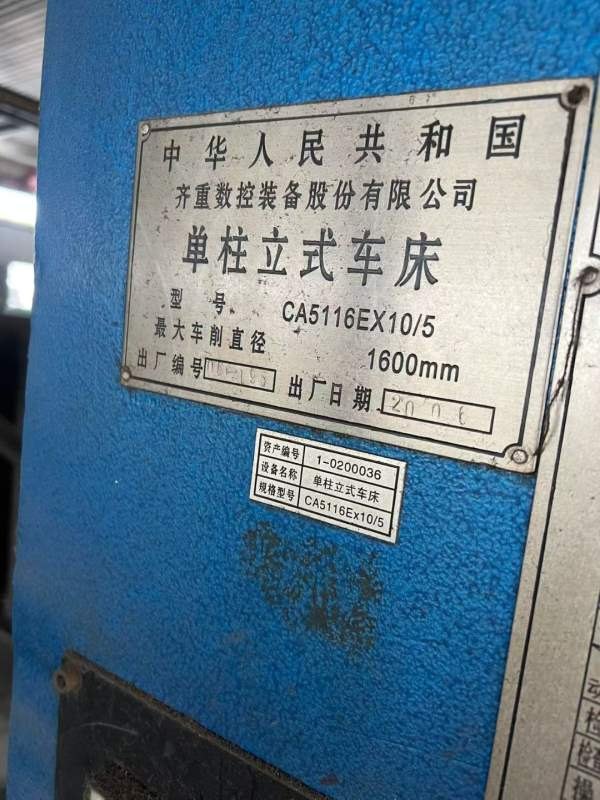 中华人民共和国
齐重数控装备股份有限公司
单柱立式车床
型号 CA5116EX10/5
最大车削直径 1600mm
出厂编号 出厂日期
资产编号 1-0200036
设备名称 单柱立式车床
规格型号 CA5116Ex10/5
检
操